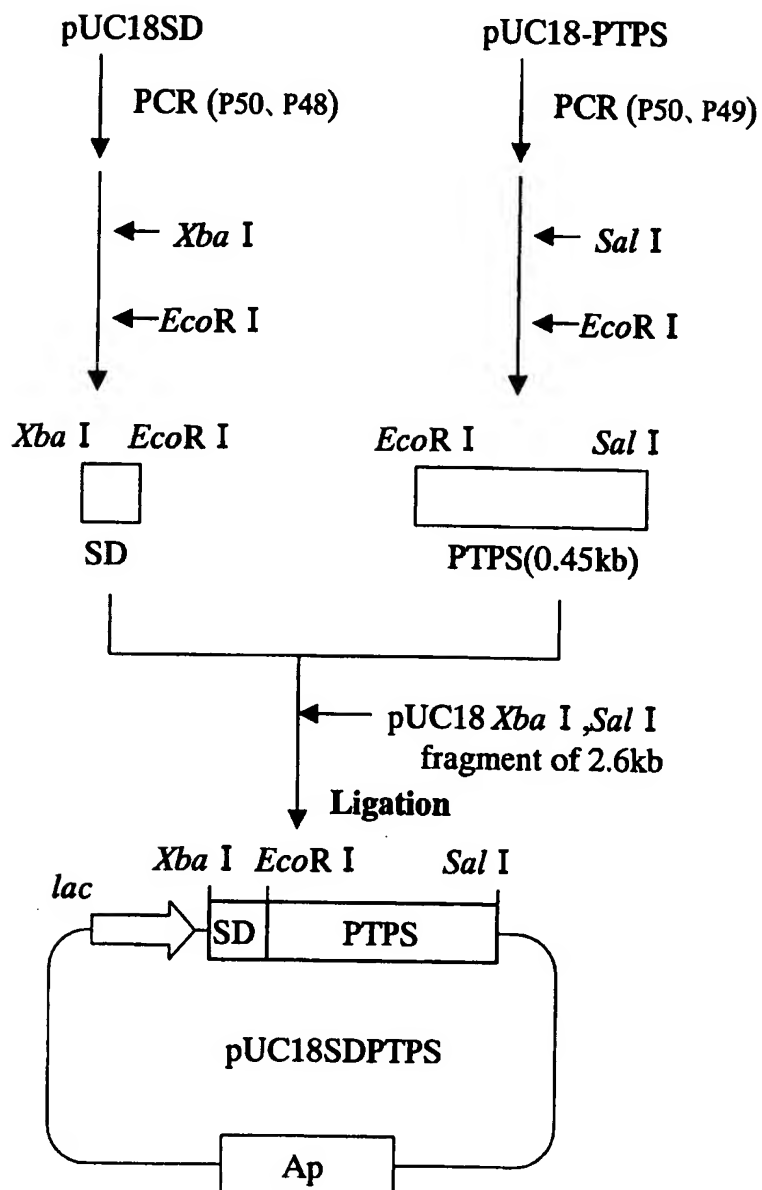 pUC18SD
pUC18-PTPS
PCR (P50、P48)
PCR (P50、P49)
Xba I
Sal I
EcoR I
EcoR I
Xba I EcoR I
EcoR I Sal I
SD
PTPS(0.45kb)
pUC18 Xba I ,Sal I
fragment of 2.6kb
Ligation
Xba I EcoR I Sal I
lac
SD PTPS
pUC18SDPTPS
Ap